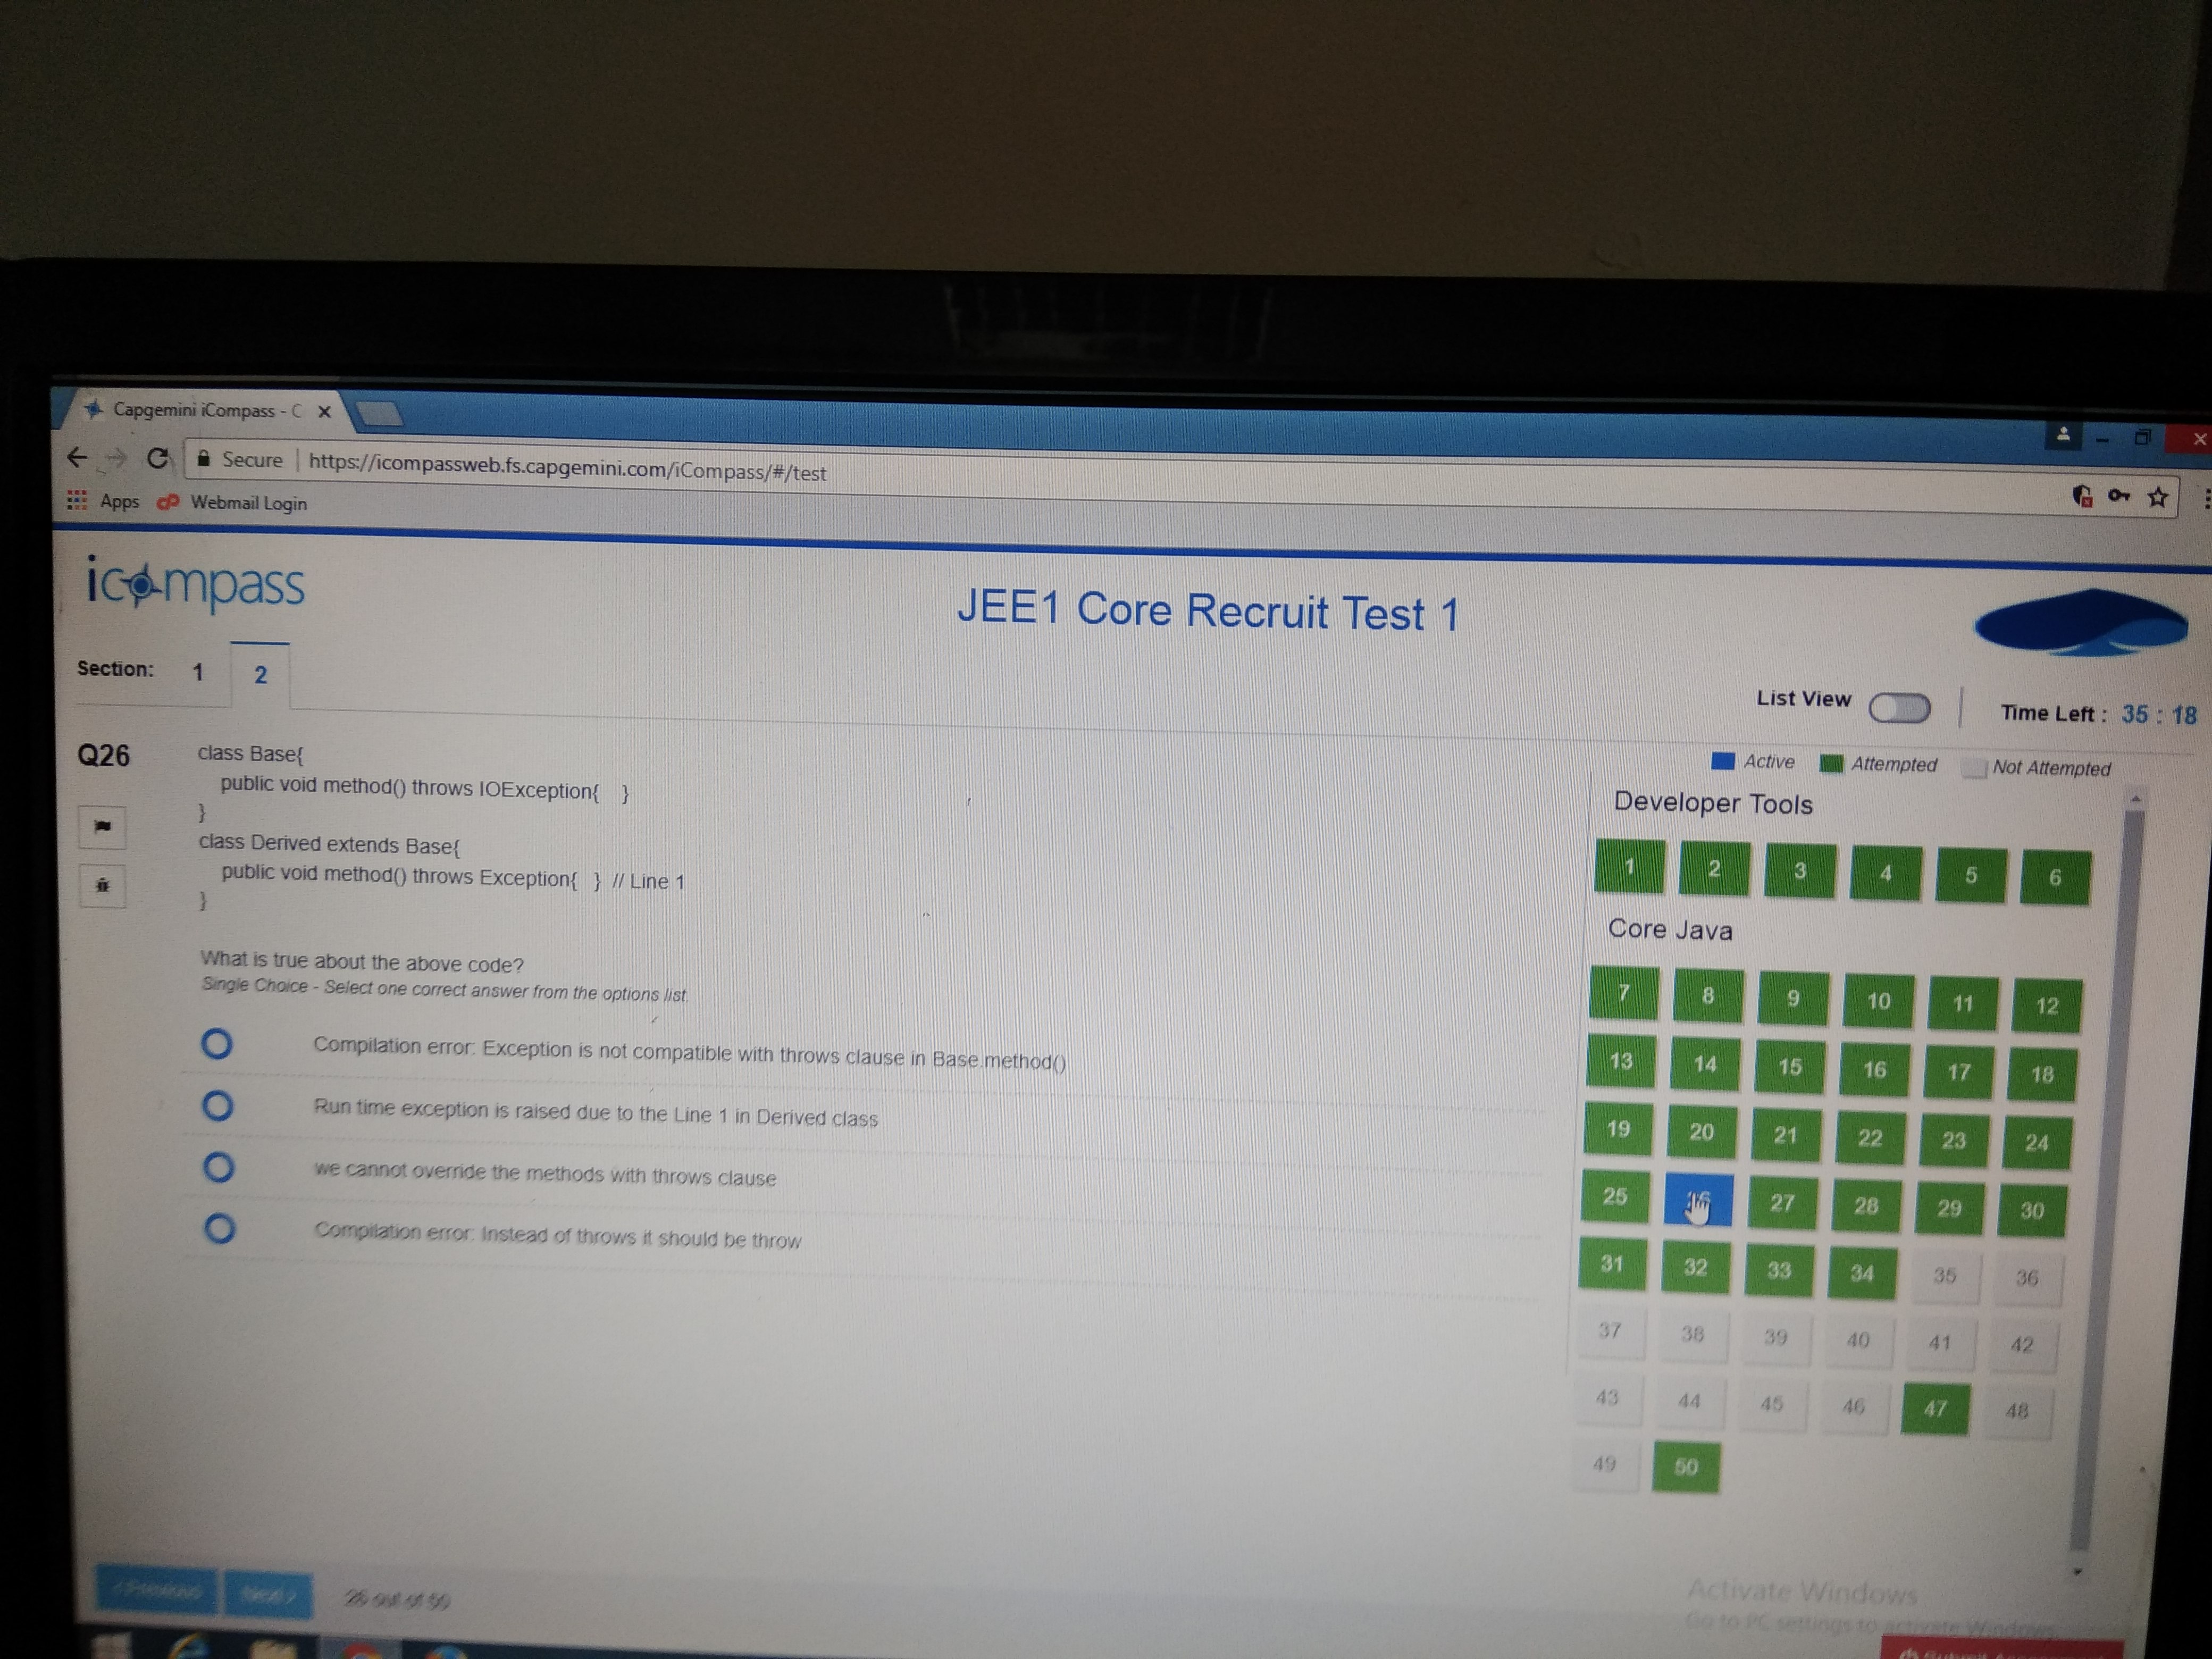 Capgemini iCompass - C
Secure | https://icompassweb.fs.capgemini.com/iCompass/#/test
Apps Webmail Login
icompass
JEE1 Core Recruit Test 1
Section: 1 2
List View Time Left : 35 : 18
Active Attempted Not Attempted
Q26
class Base{
public void method() throws IOException{ }
}
class Derived extends Base{
public void method() throws Exception{ } // Line 1
}
What is true about the above code?
Single Choice - Select one correct answer from the options list.
Compilation error: Exception is not compatible with throws clause in Base.method()
Run time exception is raised due to the Line 1 in Derived class
we cannot override the methods with throws clause
Compilation error: Instead of throws it should be throw
Developer Tools
1 2 3 4 5 6
Core Java
7 8 9 10 11 12
13 14 15 16 17 18
19 20 21 22 23 24
25 26 27 28 29 30
31 32 33 34 35 36
37 38 39 40 41 42
43 44 45 46 47 48
49 50
< Previous Next > 26 out of 50
Activate Windows
Go to PC settings to activate Windows.